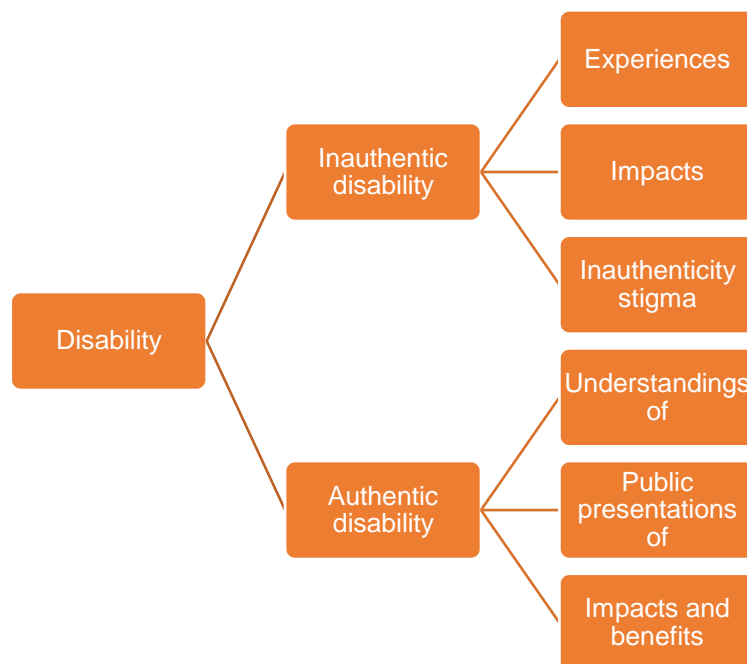 Disability
Inauthentic
disability
Experiences
Impacts
Inauthenticity
stigma
Authentic
disability
Understandings
of
Public
presentations
of
Impacts and
benefits